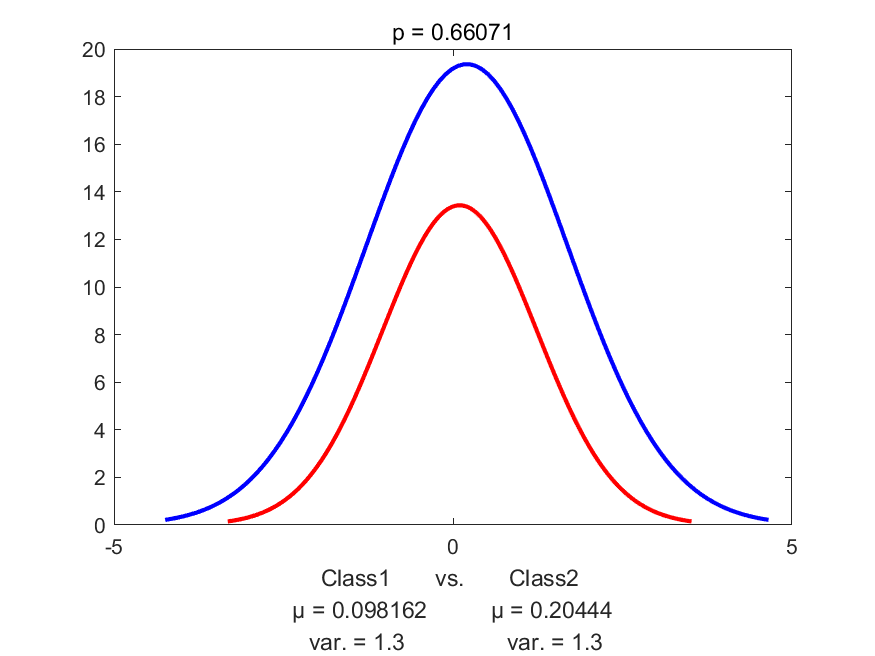 p = 0.66071
20
18
16
14
12
10
8
6
4
2
0
-5 0 5
Class1 vs. Class2
μ = 0.098162 μ = 0.20444
var. = 1.3 var. = 1.3